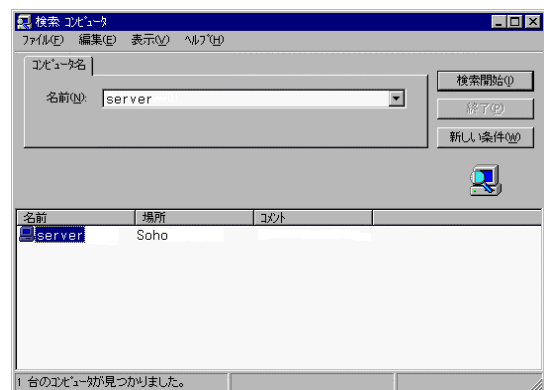 検索 ｺﾝﾋﾟｭｰﾀ
ﾌｧｲﾙ(F) 編集(E) 表示(V) ﾍﾙﾌﾟ(H)
ｺﾝﾋﾟｭｰﾀ名
名前(N): server
検索開始(I)
終了(P)
新しい条件(W)
名前 場所 ｺﾒﾝﾄ
server Soho
1 台のｺﾝﾋﾟｭｰﾀが見つかりました。